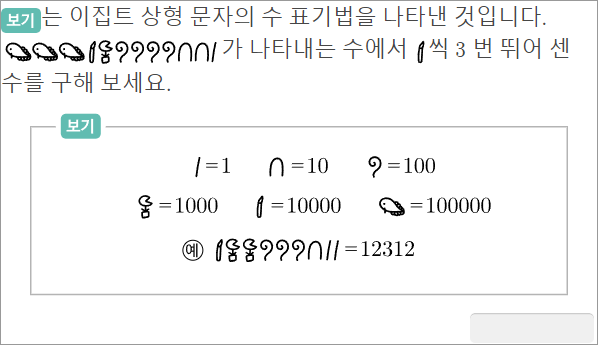 보기는 이집트 상형 문자의 수 표기법을 나타낸 것입니다.
가 나타내는 수에서 씩 3 번 뛰어 센
수를 구해 보세요.
보기
=1 =10 =100
=1000 =10000 =100000
예 =12312